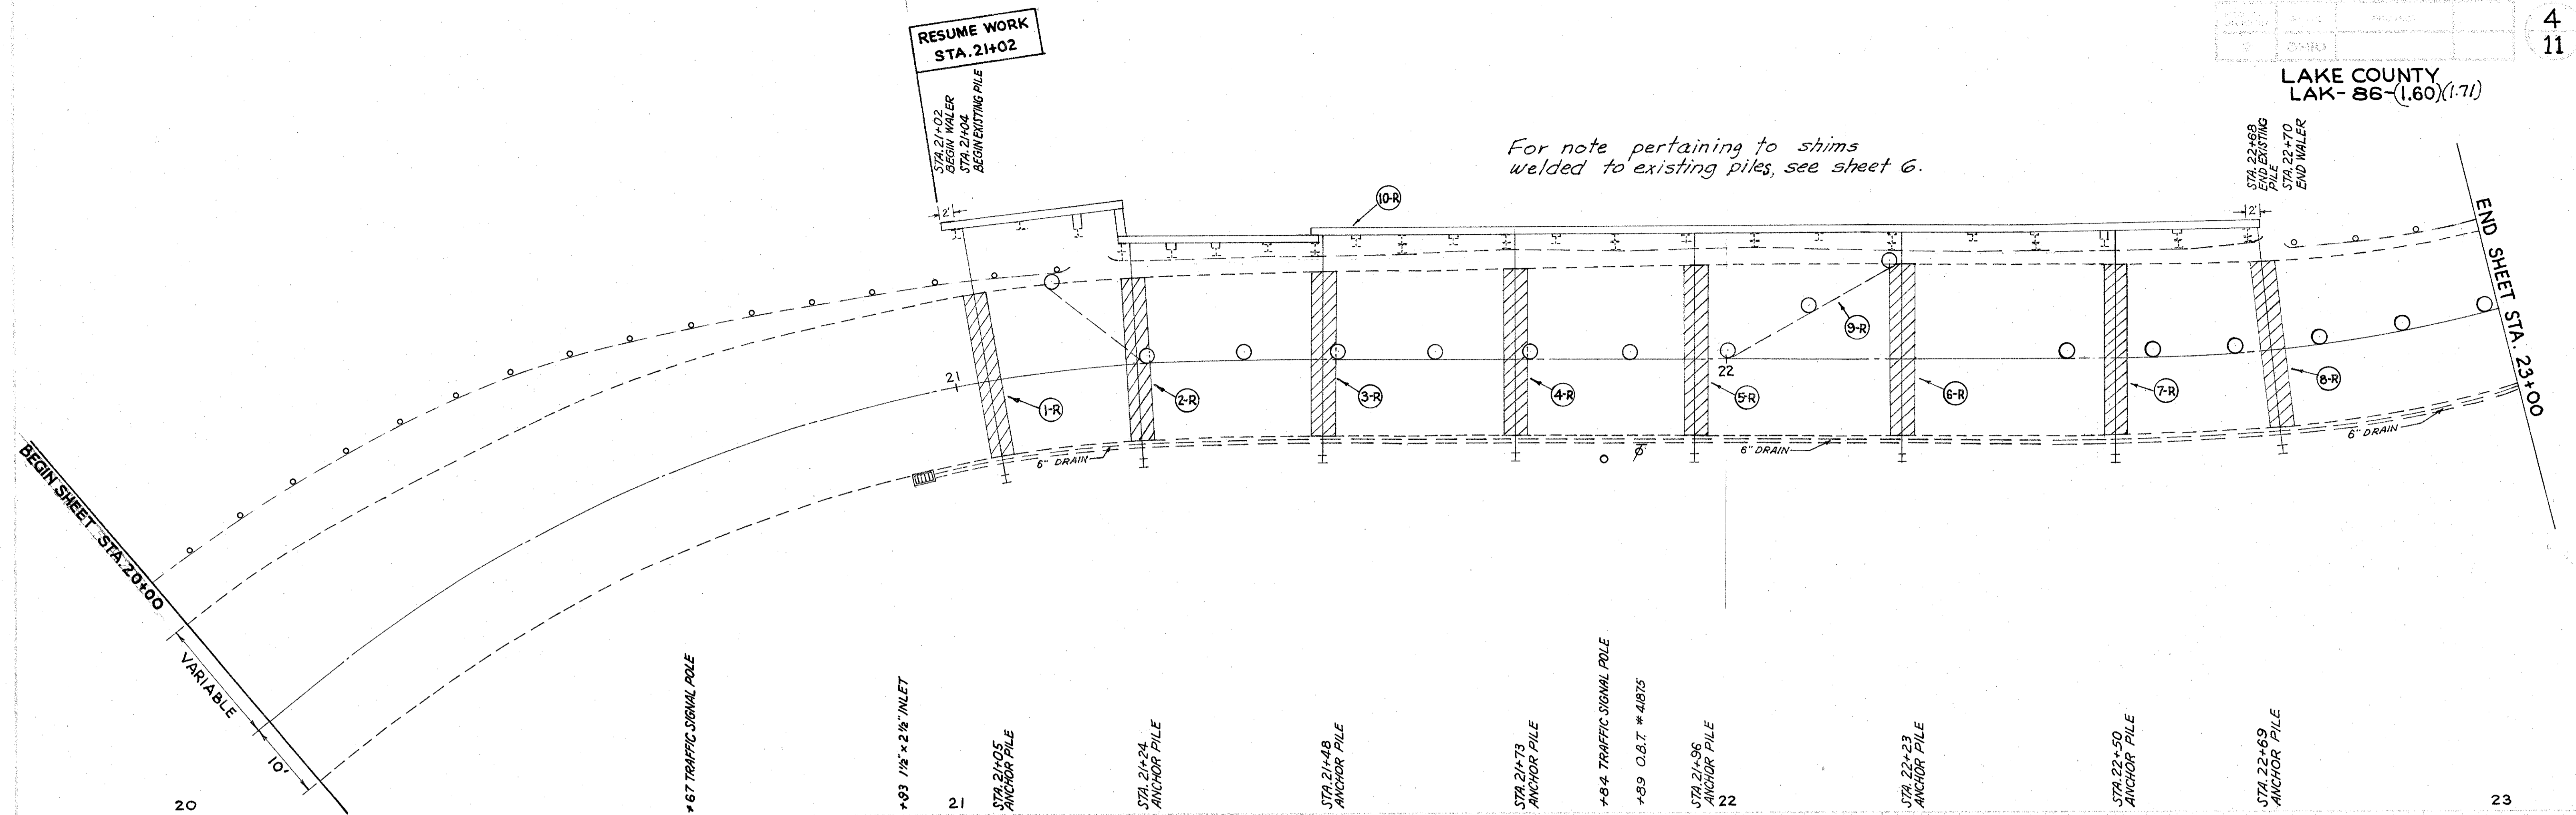 4
11
LAKE COUNTY
LAK-86-(1.60)(1.71)
RESUME WORK
STA. 21+02
STA. 21+02
BEGIN WALER
STA. 21+04
BEGIN EXISTING PILE
For note pertaining to shims
welded to existing piles, see sheet 6.
STA. 22+68
END EXISTING
PILE
STA. 22+70
END WALER
2'
10-R
2'
END SHEET STA. 23+00
9-R
21
22
1-R
2-R
3-R
4-R
5-R
6-R
7-R
8-R
6" DRAIN
6" DRAIN
6" DRAIN
BEGIN SHEET STA. 20+00
VARIABLE
10'
+67 TRAFFIC SIGNAL POLE
+93 1½" x 2½" INLET
STA. 21+05
ANCHOR PILE
STA. 21+24
ANCHOR PILE
STA. 21+48
ANCHOR PILE
STA. 21+73
ANCHOR PILE
+84 TRAFFIC SIGNAL POLE
+89 O.B.T. #41875
STA. 21+96
ANCHOR PILE
STA. 22+23
ANCHOR PILE
STA. 22+50
ANCHOR PILE
STA. 22+69
ANCHOR PILE
20
21
22
23